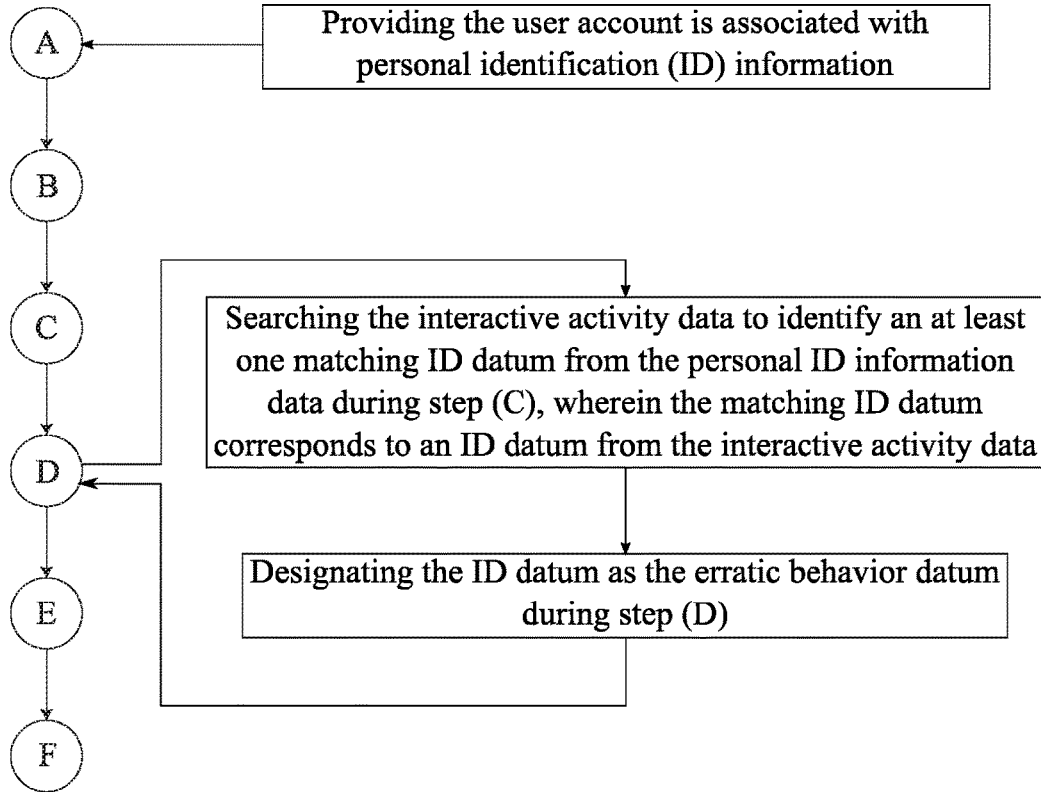 A
Providing the user account is associated with
personal identification (ID) information
B
C
Searching the interactive activity data to identify an at least
one matching ID datum from the personal ID information
data during step (C), wherein the matching ID datum
corresponds to an ID datum from the interactive activity data
D
Designating the ID datum as the erratic behavior datum
during step (D)
E
F